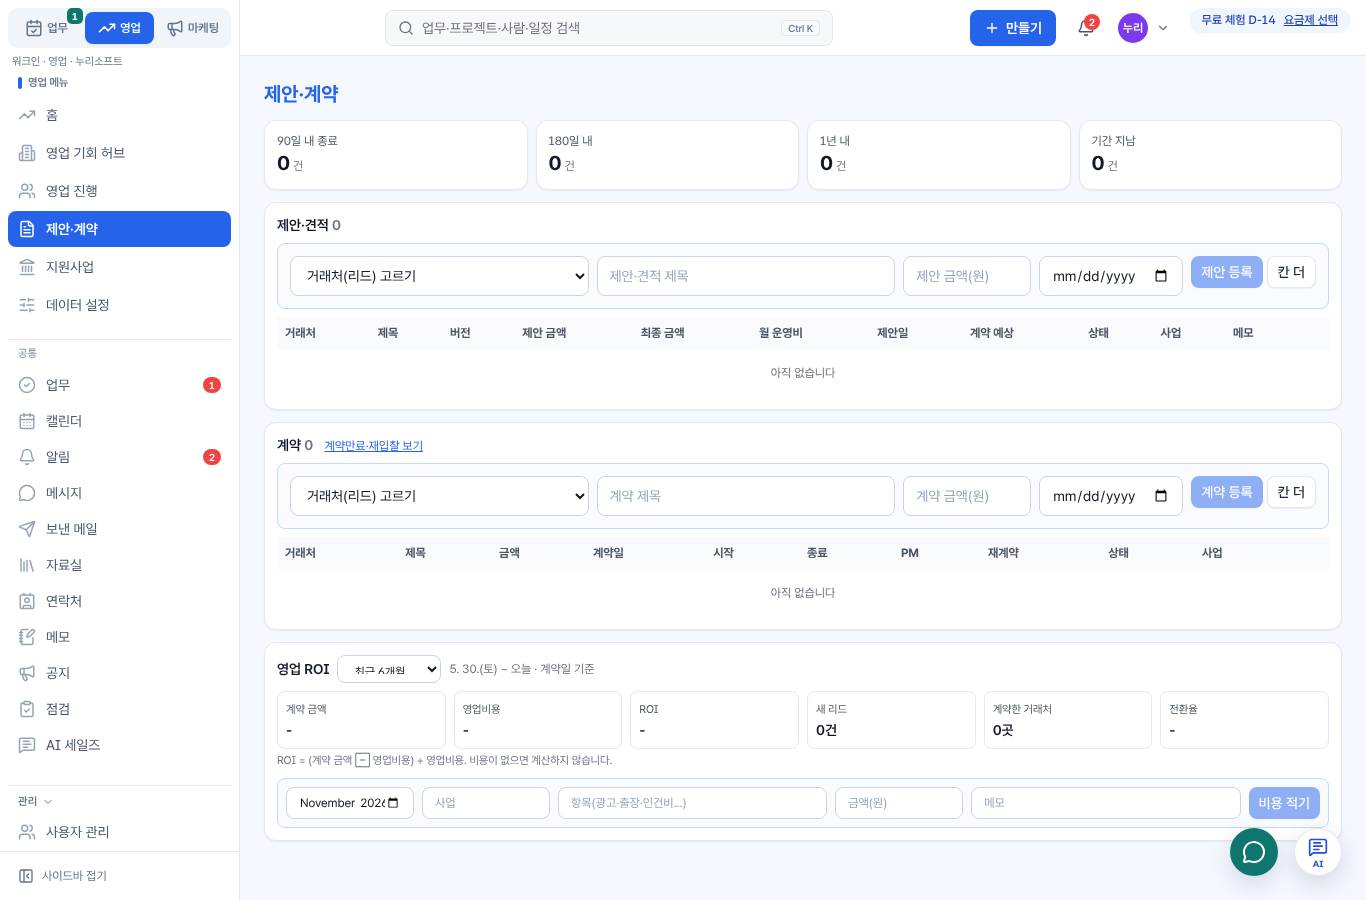 업무 1 영업 마케팅
워크인 · 영업 · 누리소프트
영업 메뉴
홈
영업 기회 허브
영업 진행
제안·계약
지원사업
데이터 설정
공통
업무 1
캘린더
알림 2
메시지
보낸 메일
자료실
연락처
메모
공지
점검
AI 세일즈
관리
사용자 관리
사이드바 접기
업무·프로젝트·사람·일정 검색 Ctrl K
만들기
2
누리
무료 체험 D-14 요금제 선택
제안·계약
90일 내 종료
0 건
180일 내
0 건
1년 내
0 건
기간 지남
0 건
제안·견적 0
거래처(리드) 고르기 제안·견적 제목 제안 금액(원) mm/dd/yyyy 제안 등록 칸 더
거래처 제목 버전 제안 금액 최종 금액 월 운영비 제안일 계약 예상 상태 사업 메모
아직 없습니다
계약 0 계약만료·재입찰 보기
거래처(리드) 고르기 계약 제목 계약 금액(원) mm/dd/yyyy 계약 등록 칸 더
거래처 제목 금액 계약일 시작 종료 PM 재계약 상태 사업
아직 없습니다
영업 ROI 최근 6개월 5. 30.(토) ~ 오늘 · 계약일 기준
계약 금액
-
영업비용
-
ROI
-
새 리드
0건
계약한 거래처
0곳
전환율
-
ROI = (계약 금액 − 영업비용) ÷ 영업비용. 비용이 없으면 계산하지 않습니다.
November 2026 사업 항목(광고·출장·인건비…) 금액(원) 메모 비용 적기
AI